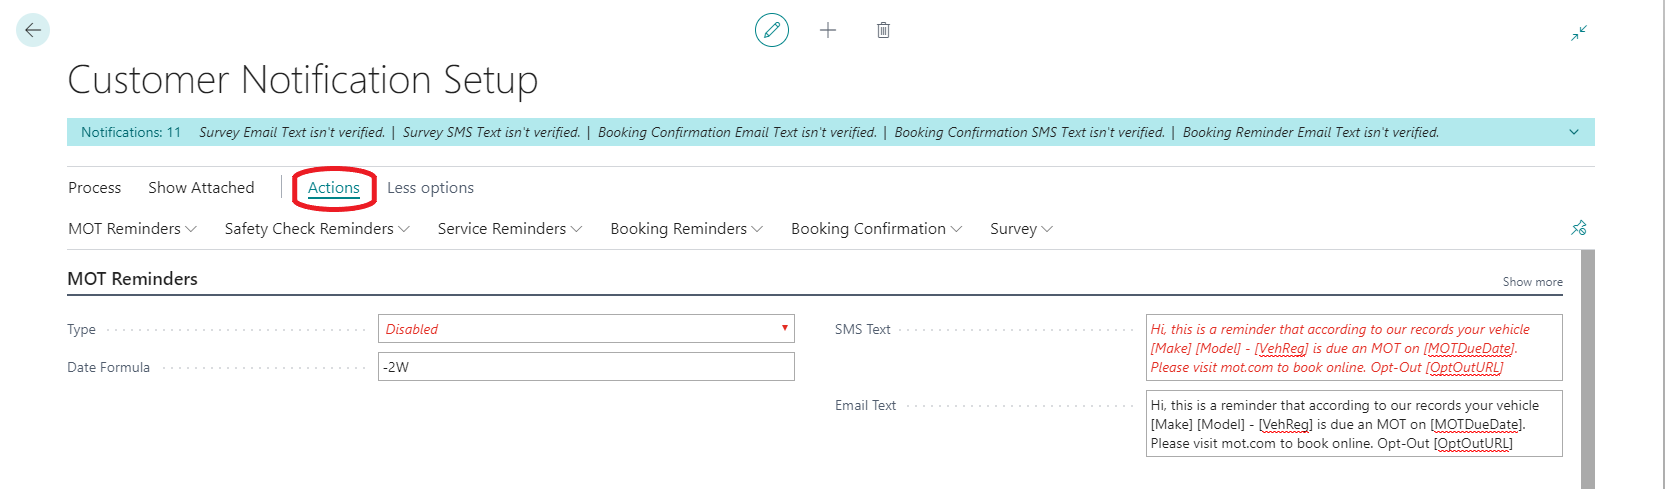 Customer Notification Setup
Notifications: 11 Survey Email Text isn't verified. | Survey SMS Text isn't verified. | Booking Confirmation Email Text isn't verified. | Booking Confirmation SMS Text isn't verified. | Booking Reminder Email Text isn't verified.
Process Show Attached Actions Less options
MOT Reminders Safety Check Reminders Service Reminders Booking Reminders Booking Confirmation Survey
MOT Reminders Show more
Type Disabled
Date Formula -2W
SMS Text Hi, this is a reminder that according to our records your vehicle
[Make] [Model] - [VehReg] is due an MOT on [MOTDueDate].
Please visit mot.com to book online. Opt-Out [OptOutURL]
Email Text Hi, this is a reminder that according to our records your vehicle
[Make] [Model] - [VehReg] is due an MOT on [MOTDueDate].
Please visit mot.com to book online. Opt-Out [OptOutURL]